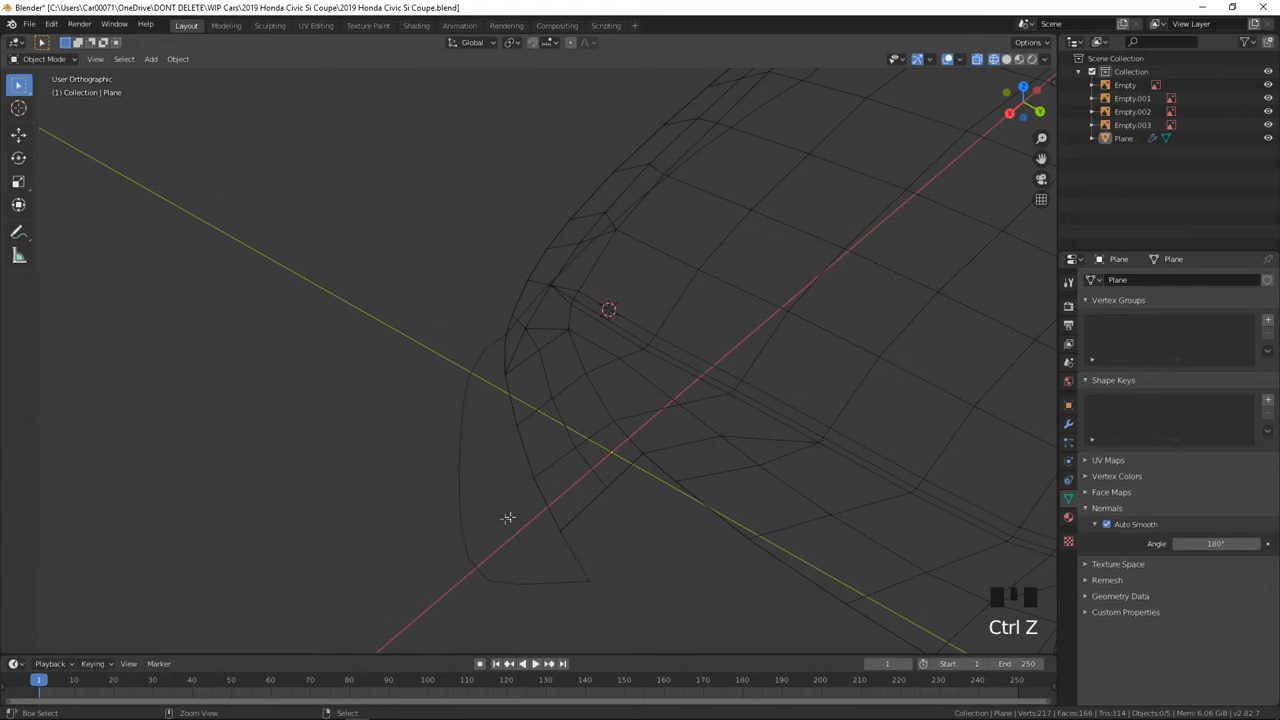 Blender* [C:\Users\Car00071\OneDrive\DONT DELETE\WIP Cars\2019 Honda Civic Si Coupe\2019 Honda Civic Si Coupe.blend]
File Edit Render Window Help Layout Modeling Sculpting UV Editing Texture Paint Shading Animation Rendering Compositing Scripting + Scene View Layer
Global Options
Object Mode View Select Add Object
User Orthographic
(1) Collection | Plane
Z
Y
X
Scene Collection
Collection
Empty
Empty.001
Empty.002
Empty.003
Plane
Plane Plane
Plane
Vertex Groups
Shape Keys
UV Maps
Vertex Colors
Face Maps
Normals
Auto Smooth
Angle 180°
Texture Space
Remesh
Geometry Data
Custom Properties
Ctrl Z
Playback Keying View Marker 1 Start 1 End 250
1 10 20 30 40 50 60 70 80 90 100 110 120 130 140 150 160 170 180 190 200 210 220 230 240 250
Box Select Zoom View Select Collection | Plane | Verts:217 | Faces:166 | Tris:314 | Objects:0/5 | Mem: 6.06 GiB | v2.82.7